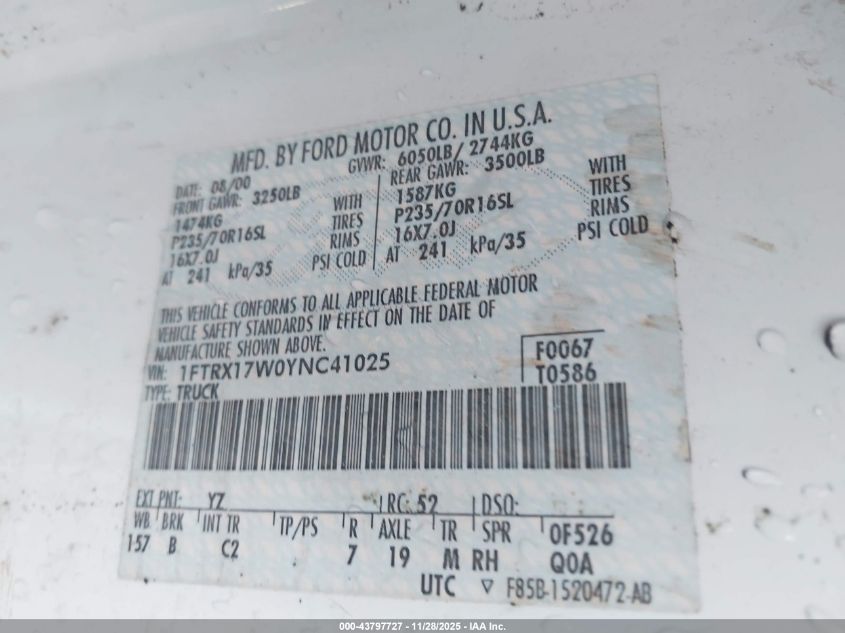 MFD. BY FORD MOTOR CO. IN U.S.A.
DATE: 08/00 GVWR: 6050LB/ 2744KG
FRONT GAWR: 3250LB REAR GAWR: 3500LB
1474KG WITH 1587KG WITH
P235/70R16SL TIRES P235/70R16SL TIRES
16X7.0J RIMS 16X7.0J RIMS
AT 241 kPa/35 PSI COLD AT 241 kPa/35 PSI COLD
THIS VEHICLE CONFORMS TO ALL APPLICABLE FEDERAL MOTOR
VEHICLE SAFETY STANDARDS IN EFFECT ON THE DATE OF
MANUFACTURE SHOWN ABOVE.
VIN: 1FTRX17W0YNC41025 F0067
TYPE: TRUCK T0586
EXT PNT: YZ RC: 52 DSO:
WB BRK INT TR TP/PS R AXLE TR SPR 0F526
157 B C2 7 19 M RH Q0A
UTC ▽ F85B-1520472-AB
000-43797727 - 11/28/2025 - IAA Inc.